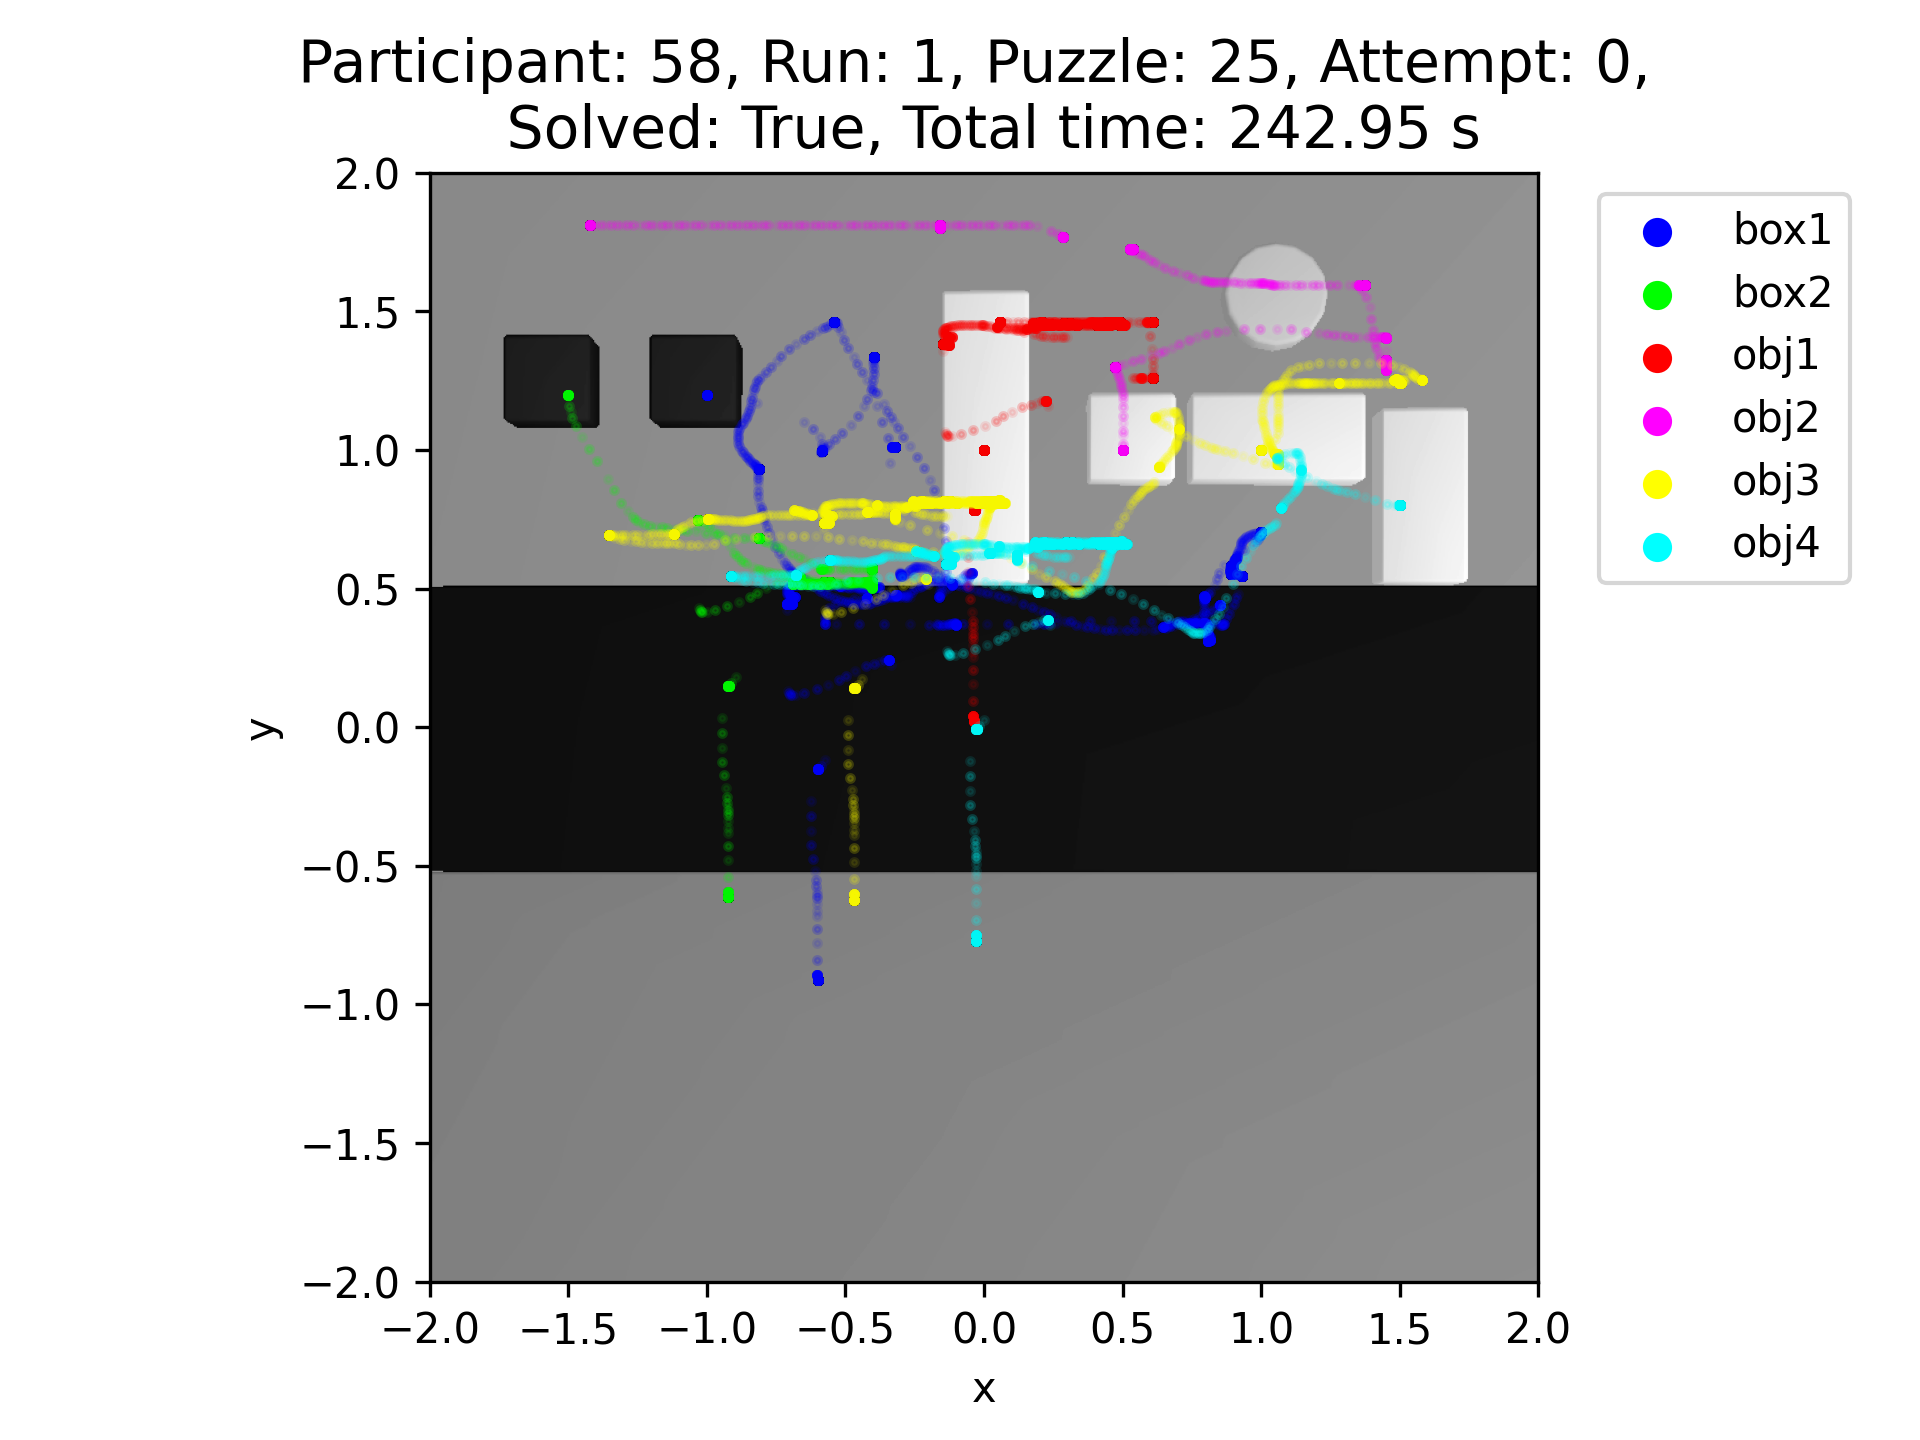 Participant: 58, Run: 1, Puzzle: 25, Attempt: 0,
Solved: True, Total time: 242.95 s
2.0
1.5
1.0
0.5
0.0
−0.5
−1.0
−1.5
−2.0
y
−2.0 −1.5 −1.0 −0.5 0.0 0.5 1.0 1.5 2.0
x
box1
box2
obj1
obj2
obj3
obj4